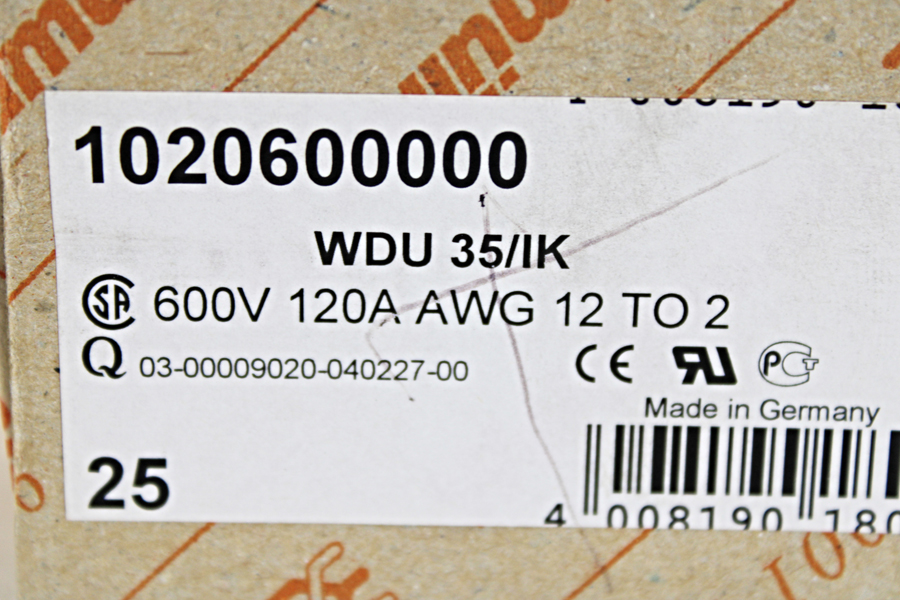 1020600000
WDU 35/IK
600V 120A AWG 12 TO 2
Q 03-00009020-040227-00
CE
Made in Germany
25
4 008190 180